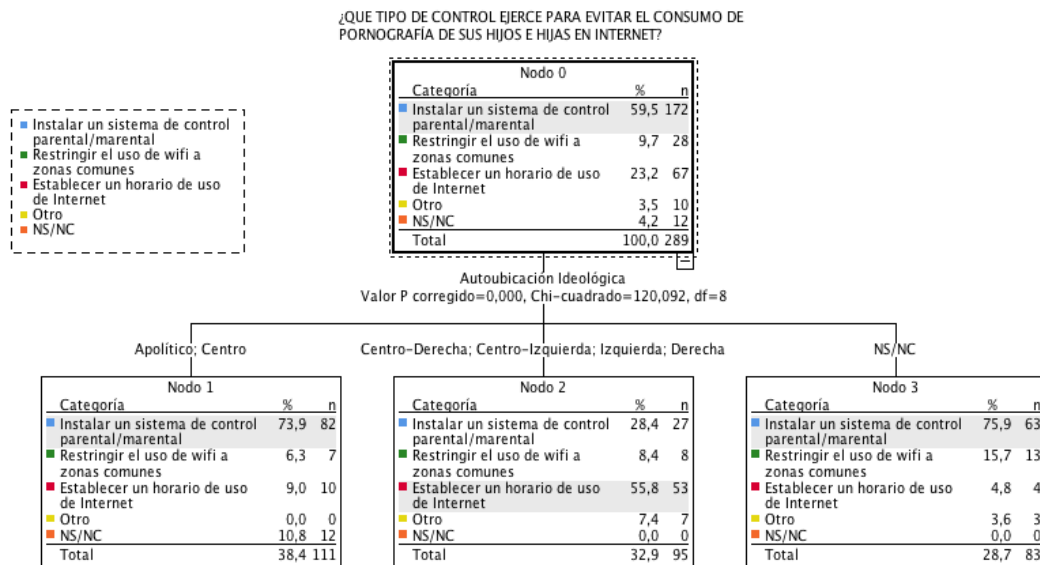 ¿QUE TIPO DE CONTROL EJERCE PARA EVITAR EL CONSUMO DE
PORNOGRAFÍA DE SUS HIJOS E HIJAS EN INTERNET?
Instalar un sistema de control
parental/marental
Restringir el uso de wifi a
zonas comunes
Establecer un horario de uso
de Internet
Otro
NS/NC
Nodo 0
Categoría % n
Instalar un sistema de control 59,5 172
parental/marental
Restringir el uso de wifi a 9,7 28
zonas comunes
Establecer un horario de uso 23,2 67
de Internet
Otro 3,5 10
NS/NC 4,2 12
Total 100,0 289
Autoubicación Ideológica
Valor P corregido=0,000, Chi-cuadrado=120,092, df=8
Apolítico; Centro
Centro-Derecha; Centro-Izquierda; Izquierda; Derecha
NS/NC
Nodo 1
Categoría % n
Instalar un sistema de control 73,9 82
parental/marental
Restringir el uso de wifi a 6,3 7
zonas comunes
Establecer un horario de uso 9,0 10
de Internet
Otro 0,0 0
NS/NC 10,8 12
Total 38,4 111
Nodo 2
Categoría % n
Instalar un sistema de control 28,4 27
parental/marental
Restringir el uso de wifi a 8,4 8
zonas comunes
Establecer un horario de uso 55,8 53
de Internet
Otro 7,4 7
NS/NC 0,0 0
Total 32,9 95
Nodo 3
Categoría % n
Instalar un sistema de control 75,9 63
parental/marental
Restringir el uso de wifi a 15,7 13
zonas comunes
Establecer un horario de uso 4,8 4
de Internet
Otro 3,6 3
NS/NC 0,0 0
Total 28,7 83